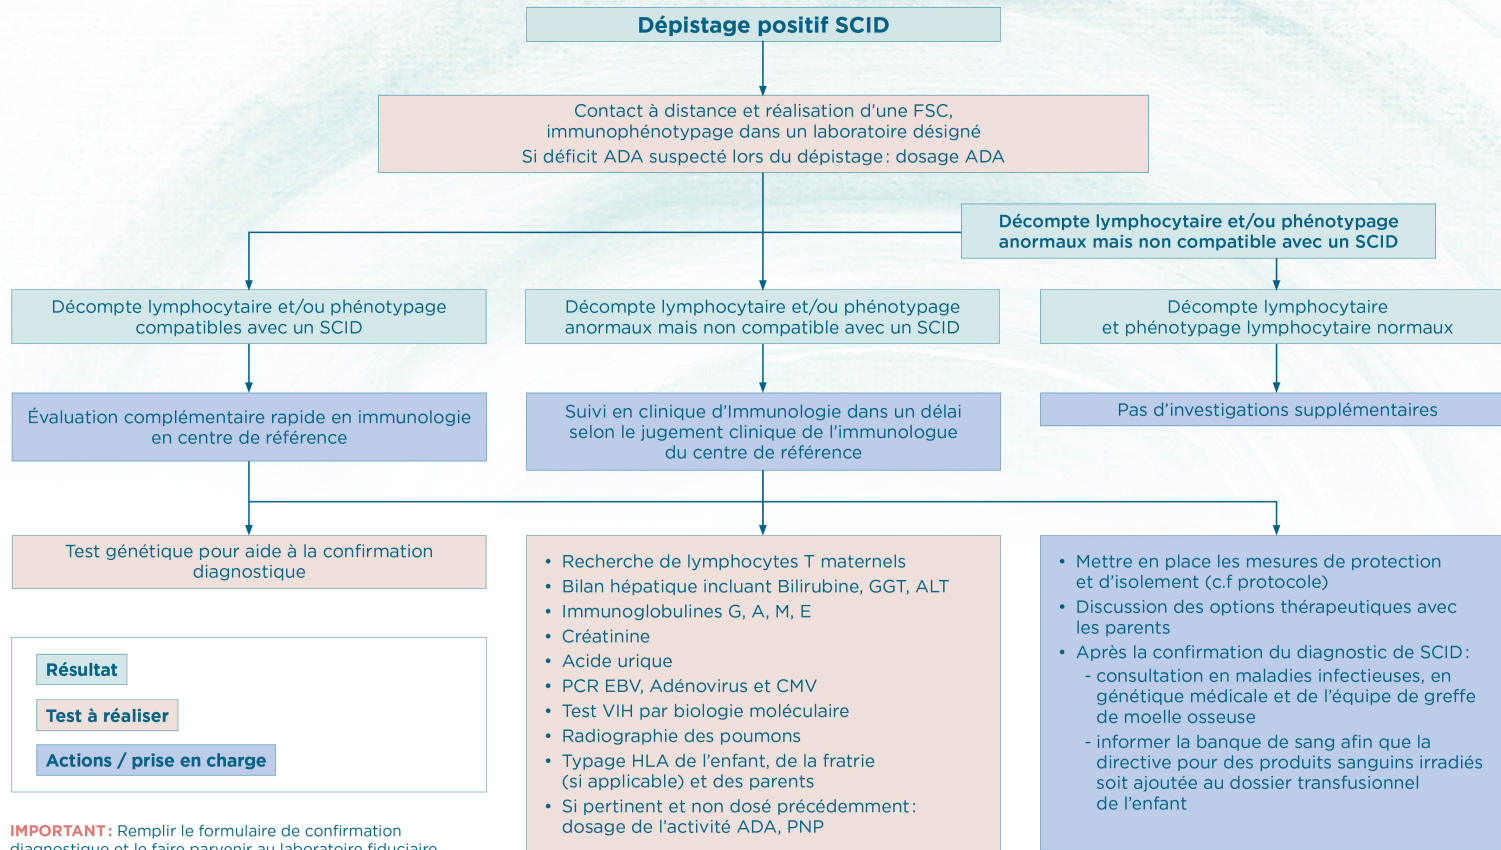 Dépistage positif SCID
Contact à distance et réalisation d'une FSC,
immunophénotypage dans un laboratoire désigné
Si déficit ADA suspecté lors du dépistage : dosage ADA
Décompte lymphocytaire et/ou phénotypage
anormaux mais non compatible avec un SCID
Décompte lymphocytaire et/ou phénotypage
compatibles avec un SCID
Décompte lymphocytaire et/ou phénotypage
anormaux mais non compatible avec un SCID
Décompte lymphocytaire
et phénotypage lymphocytaire normaux
Évaluation complémentaire rapide en immunologie
en centre de référence
Suivi en clinique d'Immunologie dans un délai
selon le jugement clinique de l'immunologue
du centre de référence
Pas d'investigations supplémentaires
Test génétique pour aide à la confirmation
diagnostique
• Recherche de lymphocytes T maternels
• Bilan hépatique incluant Bilirubine, GGT, ALT
• Immunoglobulines G, A, M, E
• Créatinine
• Acide urique
• PCR EBV, Adénovirus et CMV
• Test VIH par biologie moléculaire
• Radiographie des poumons
• Typage HLA de l'enfant, de la fratrie
(si applicable) et des parents
• Si pertinent et non dosé précédemment :
dosage de l'activité ADA, PNP
• Mettre en place les mesures de protection
et d'isolement (c.f protocole)
• Discussion des options thérapeutiques avec
les parents
• Après la confirmation du diagnostic de SCID :
- consultation en maladies infectieuses, en
génétique médicale et de l'équipe de greffe
de moelle osseuse
- informer la banque de sang afin que la
directive pour des produits sanguins irradiés
soit ajoutée au dossier transfusionnel
de l'enfant
Résultat
Test à réaliser
Actions / prise en charge
IMPORTANT : Remplir le formulaire de confirmation
diagnostique et le faire parvenir au laboratoire fiduciaire